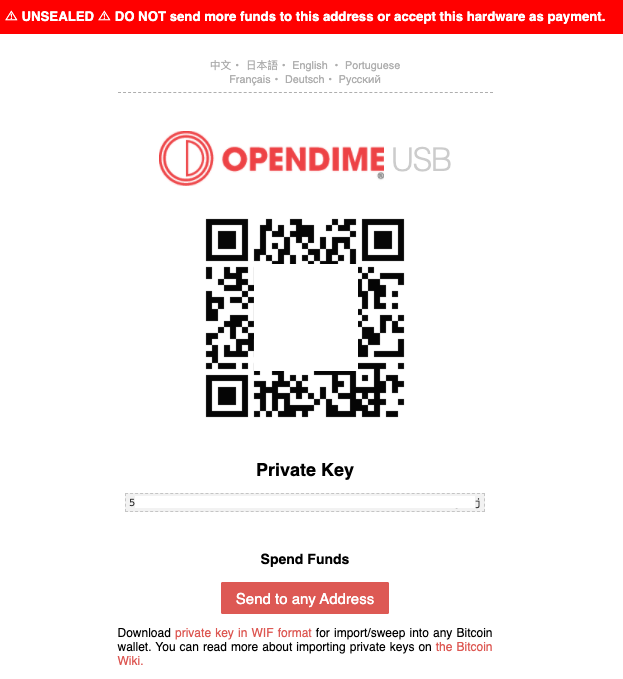 ⚠ UNSEALED ⚠ DO NOT send more funds to this address or accept this hardware as payment.
中文・ 日本語・ English ・ Portuguese
Français・ Deutsch・ Русский
OPENDIME® USB
Private Key
5 j
Spend Funds
Send to any Address
Download private key in WIF format for import/sweep into any Bitcoin
wallet. You can read more about importing private keys on the Bitcoin
Wiki.